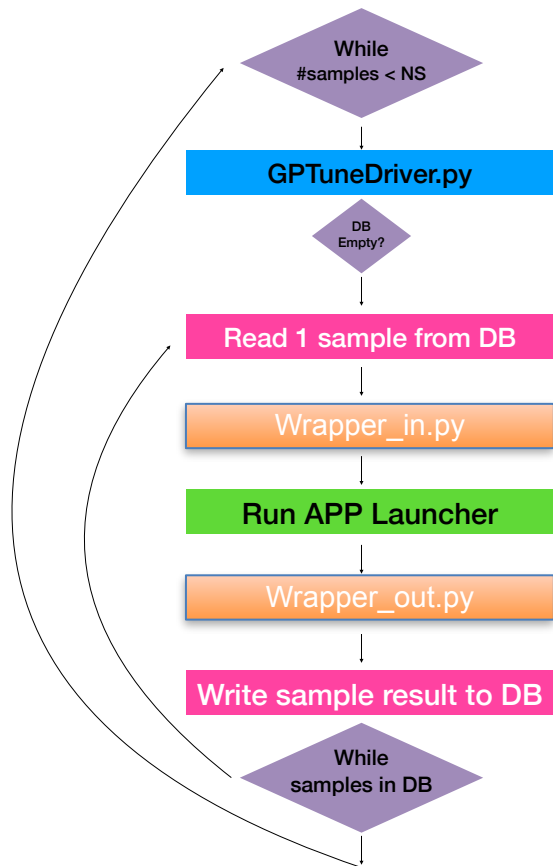 While
#samples < NS
GPTuneDriver.py
DB
Empty?
Read 1 sample from DB
Wrapper_in.py
Run APP Launcher
Wrapper_out.py
Write sample result to DB
While
samples in DB